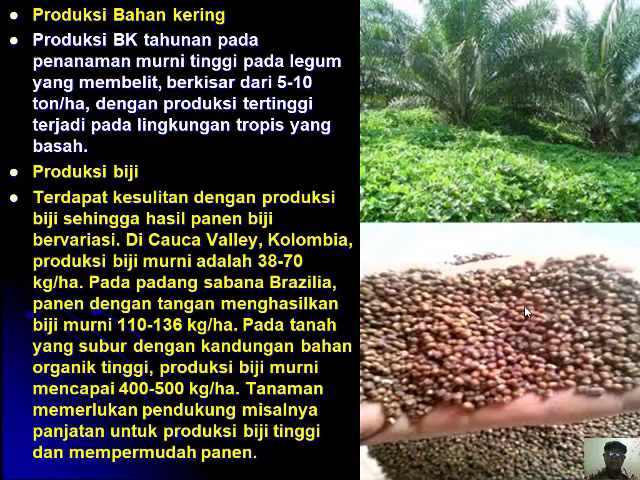 Produksi Bahan kering
Produksi BK tahunan pada
penanaman murni tinggi pada legum
yang membelit, berkisar dari 5-10
ton/ha, dengan produksi tertinggi
terjadi pada lingkungan tropis yang
basah.
Produksi biji
Terdapat kesulitan dengan produksi
biji sehingga hasil panen biji
bervariasi. Di Cauca Valley, Kolombia,
produksi biji murni adalah 38-70
kg/ha. Pada padang sabana Brazilia,
panen dengan tangan menghasilkan
biji murni 110-136 kg/ha. Pada tanah
yang subur dengan kandungan bahan
organik tinggi, produksi biji murni
mencapai 400-500 kg/ha. Tanaman
memerlukan pendukung misalnya
panjatan untuk produksi biji tinggi
dan mempermudah panen.